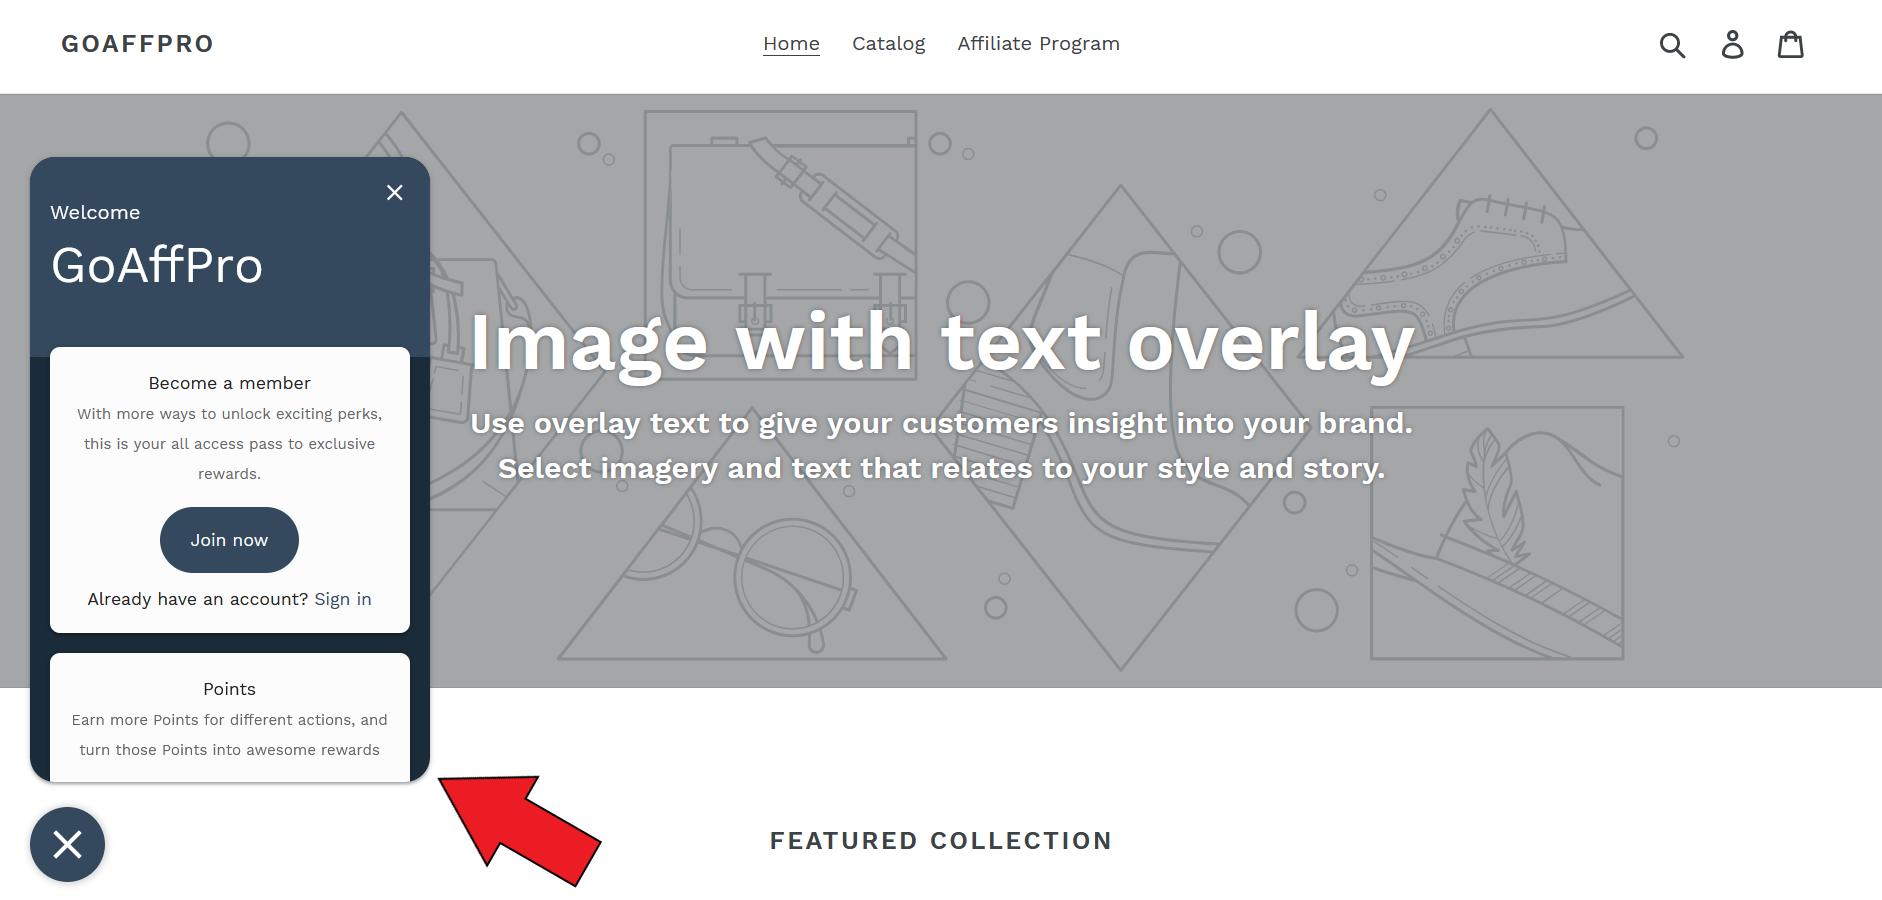 GOAFFPRO
Home Catalog Affiliate Program
Welcome
GoAffPro
Become a member
With more ways to unlock exciting perks,
this is your all access pass to exclusive
rewards.
Join now
Already have an account? Sign in
Points
Earn more Points for different actions, and
turn those Points into awesome rewards
Image with text overlay
Use overlay text to give your customers insight into your brand.
Select imagery and text that relates to your style and story.
FEATURED COLLECTION